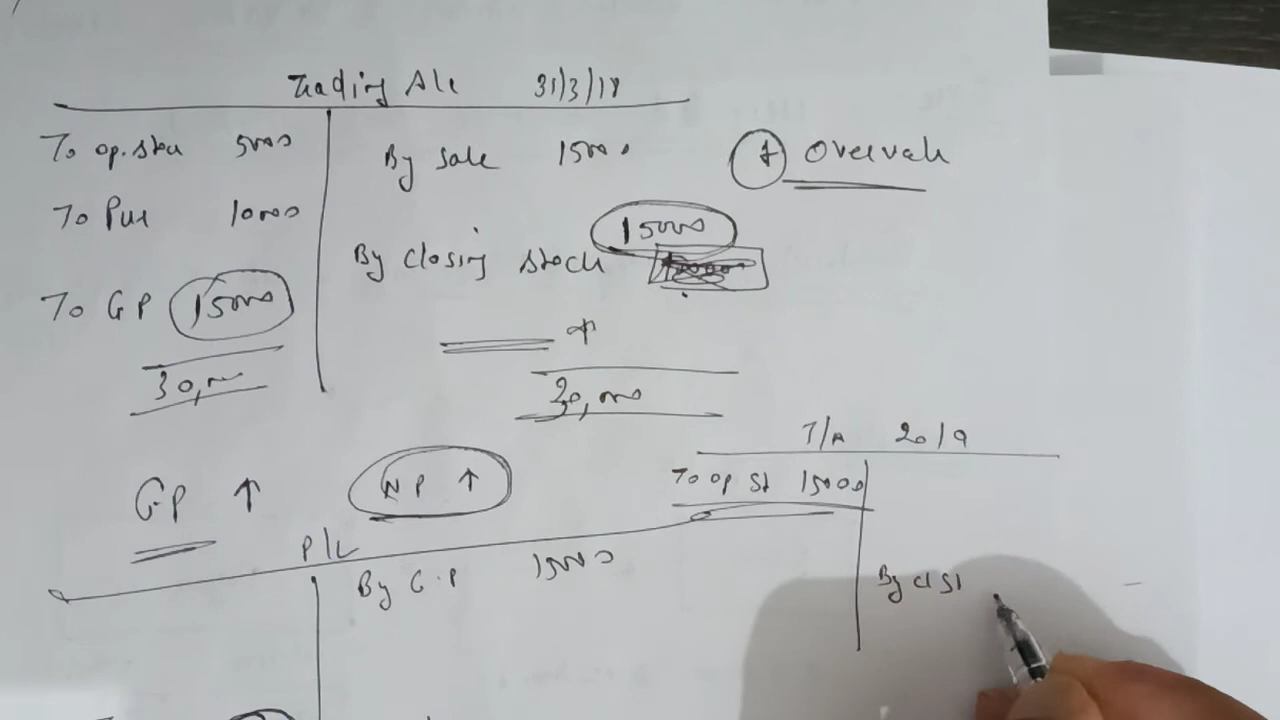 Trading A/c 31/3/18
To op. stock 5000
By Sale 15000
+ Overvalu
To Pur 10000
15000
By closing stock
To GP 15000
30,000
30,000
T/A 2019
GP ↑
NP ↑
To op St 15000
P/L
By G.P 15000
By cl St